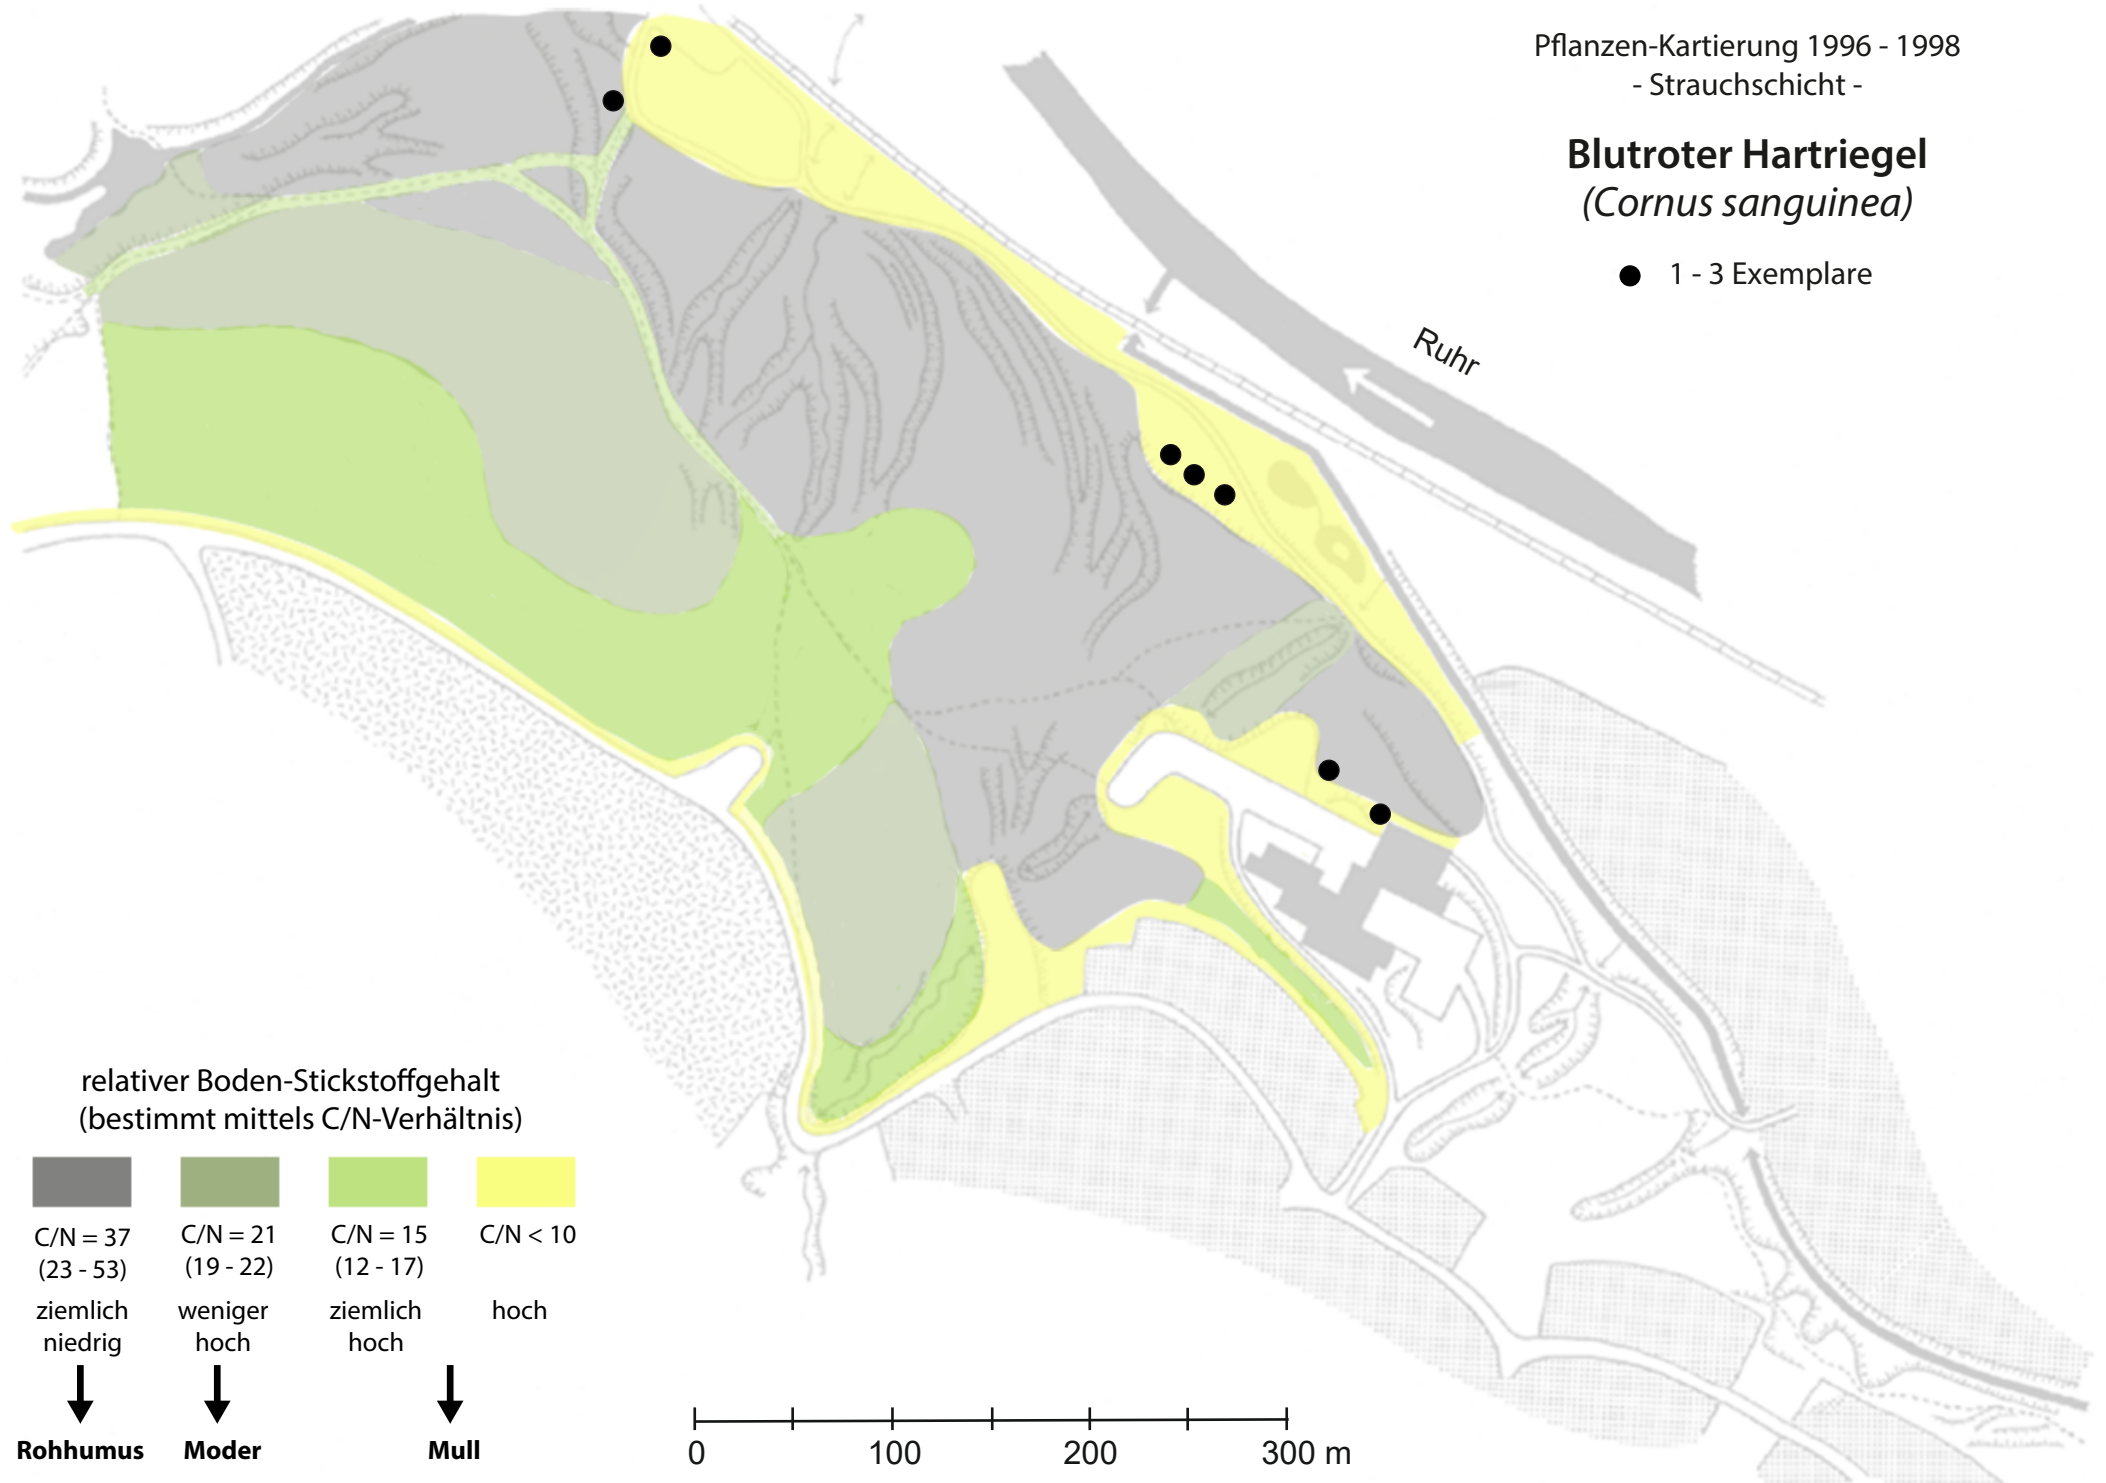 Pflanzen-Kartierung 1996 - 1998
- Strauchschicht -
Blutroter Hartriegel
(Cornus sanguinea)
1 - 3 Exemplare
Ruhr
relativer Boden-Stickstoffgehalt
(bestimmt mittels C/N-Verhältnis)
C/N = 37 C/N = 21 C/N = 15 C/N < 10
(23 - 53) (19 - 22) (12 - 17)
ziemlich weniger ziemlich hoch
niedrig hoch hoch
Rohhumus Moder Mull
0 100 200 300 m